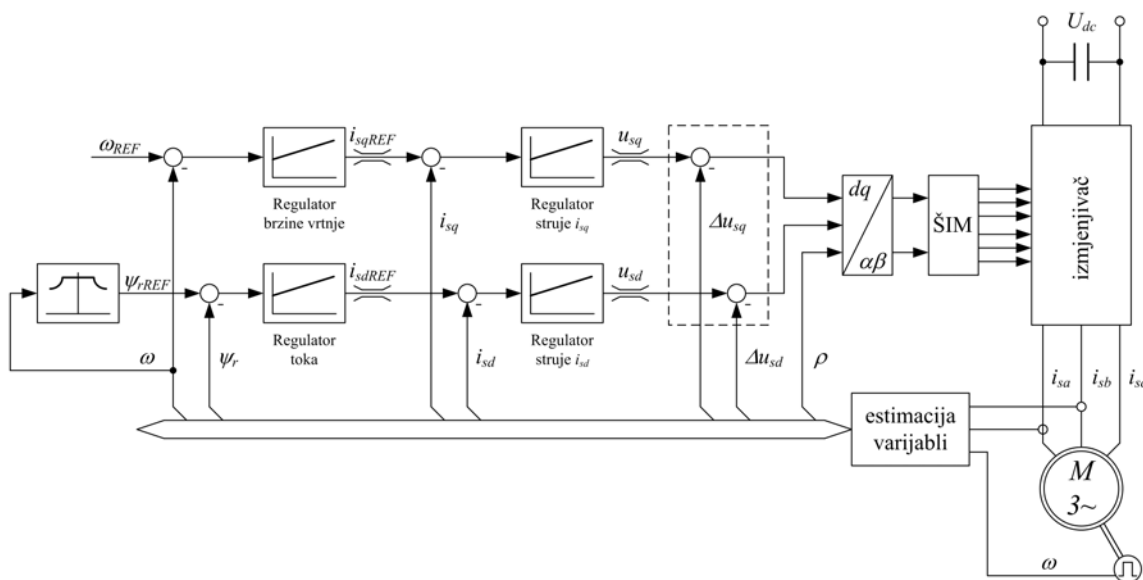 U_dc
ω_REF
-
Regulator
brzine vrtnje
i_sqREF
-
Regulator
struje i_sq
u_sq
-
i_sq
Δu_sq
dq
αβ
ŠIM
izmjenjivač
ψ_rREF
-
Regulator
toka
i_sdREF
-
Regulator
struje i_sd
u_sd
-
ω
ψ_r
i_sd
Δu_sd
ρ
i_sa
i_sb
estimacija
varijabli
M
3~
ω